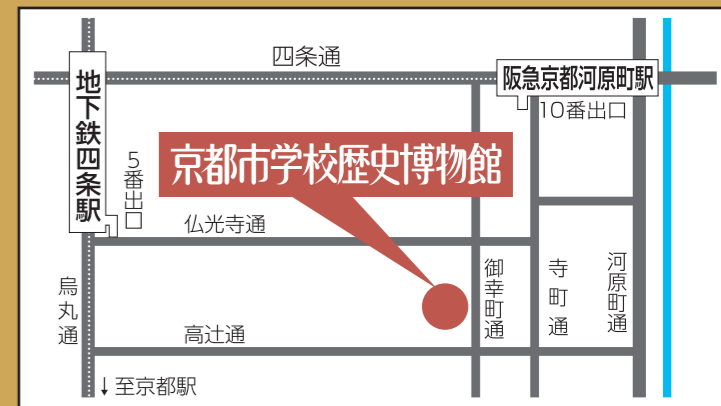 四条通
阪急京都河原町駅
10番出口
地下鉄四条駅
5番出口
京都市学校歴史博物館
仏光寺通
御幸町通
寺町通
河原町通
烏丸通
高辻通
↓至京都駅